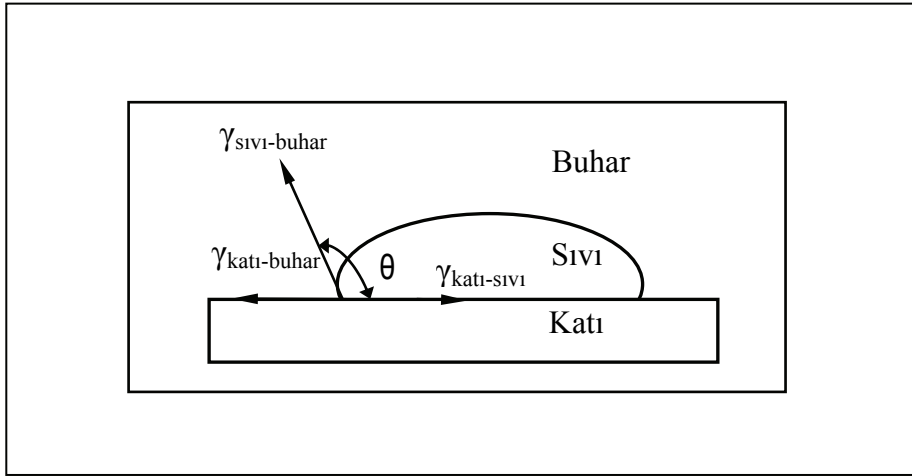 γsıvı-buhar
Buhar
γkatı-buhar
θ
γkatı-sıvı
Sıvı
Katı